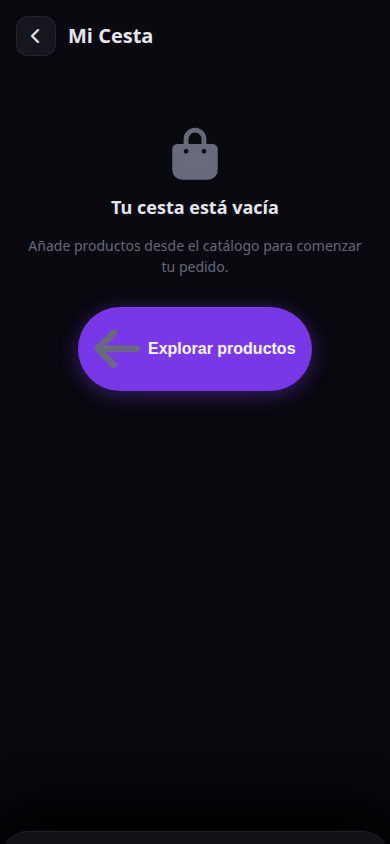 Mi Cesta
Tu cesta está vacía
Añade productos desde el catálogo para comenzar
tu pedido.
Explorar productos